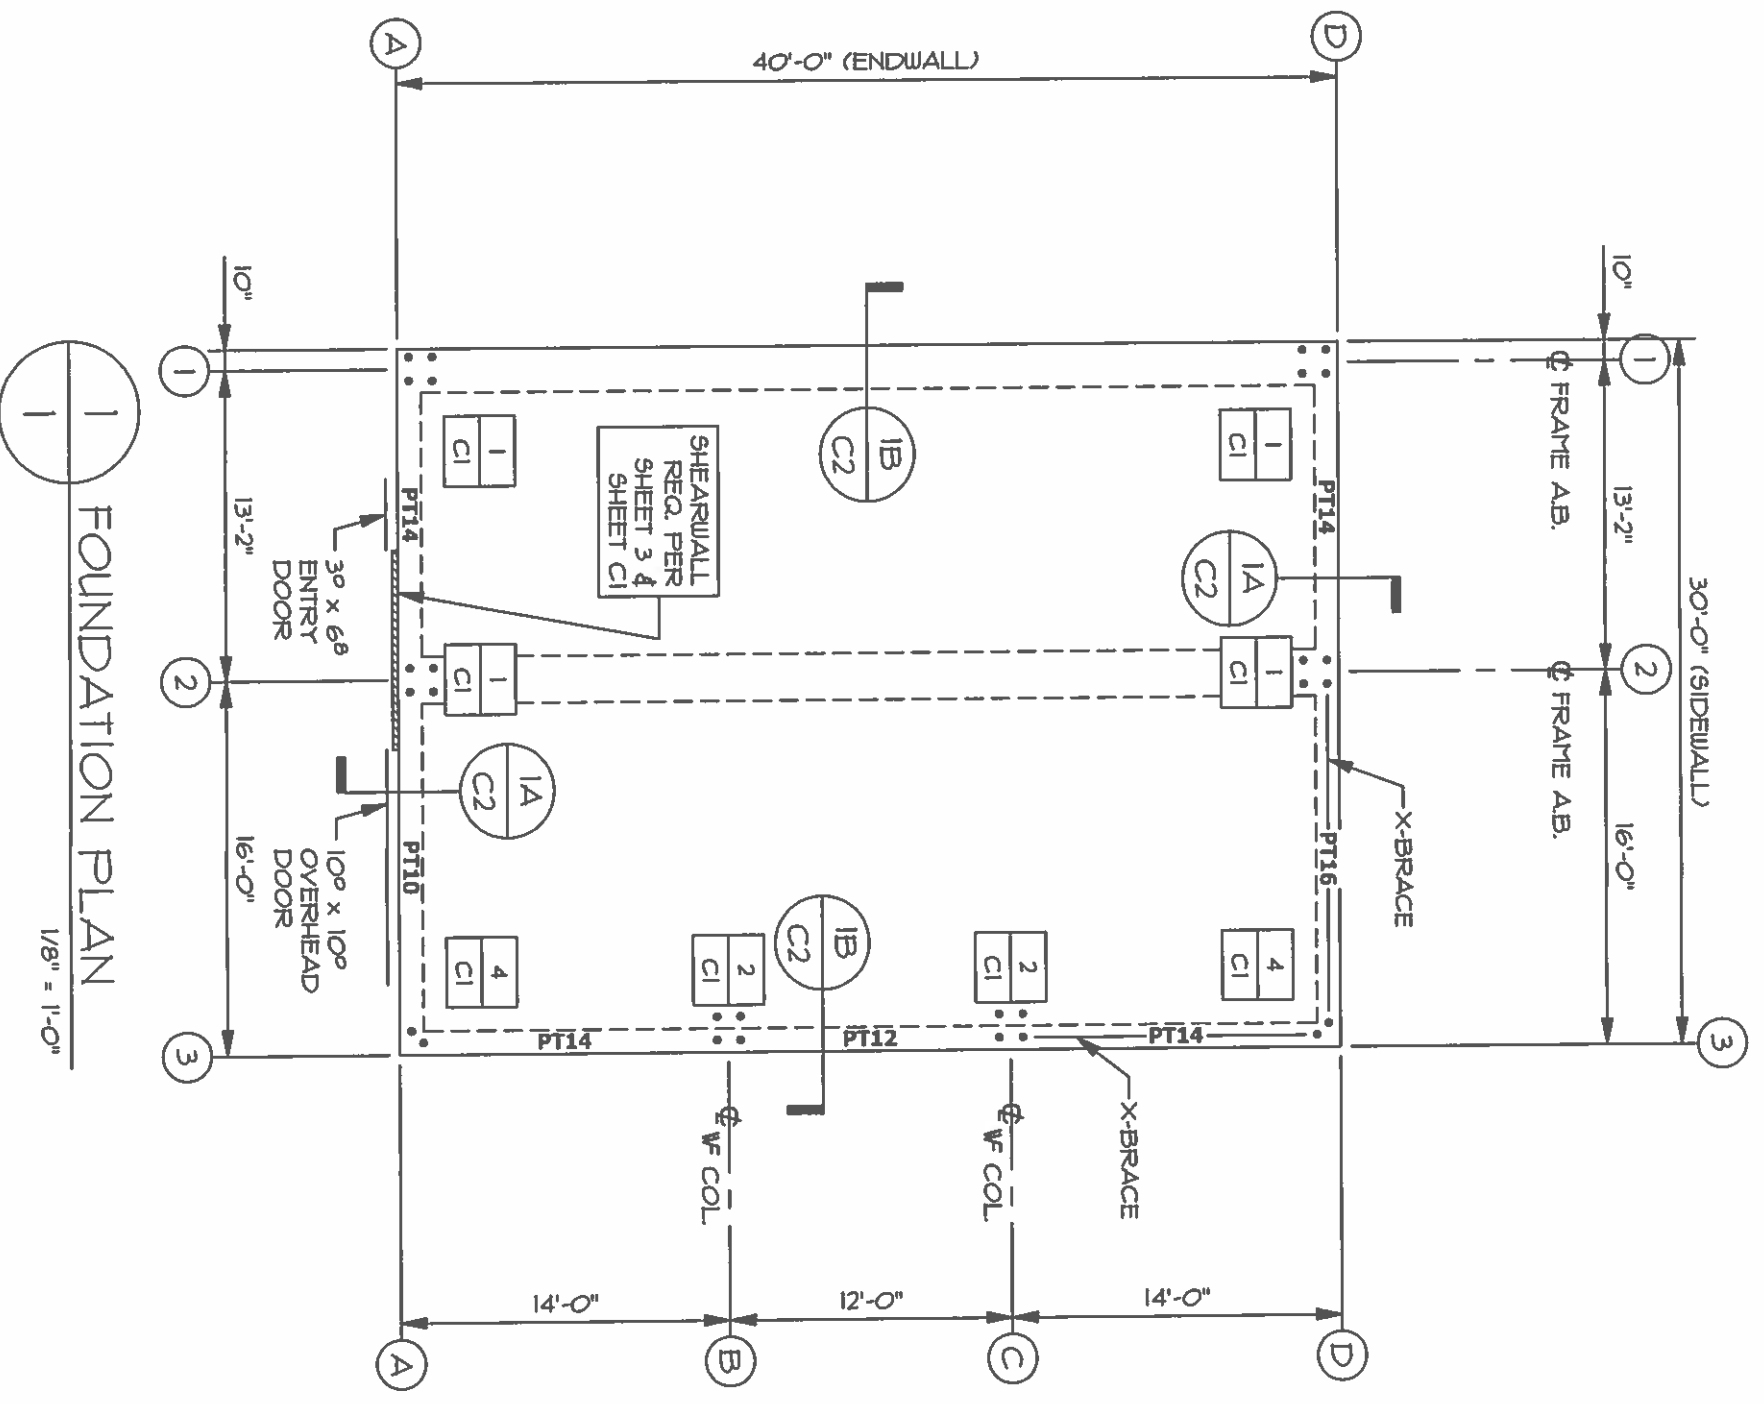 A
D
40'-0" (ENDWALL)
10"
13'-2"
16'-0"
30'-0" (SIDEWALL)
1
2
3
℄ FRAME A.B.
℄ FRAME A.B.
X-BRACE
PT14
PT16
1
C1
1
C1
4
C1
1A
C2
1B
C2
SHEARWALL
REQ. PER
SHEET 3 &
SHEET C1
1B
C2
2
C1
2
C1
PT14
PT12
PT14
X-BRACE
℄ WF COL.
℄ WF COL.
14'-0"
12'-0"
14'-0"
A
B
C
D
1
C1
1
C1
4
C1
1A
C2
PT14
PT10
3⁰ x 6⁸
ENTRY
DOOR
10⁰ x 10⁰
OVERHEAD
DOOR
10"
13'-2"
16'-0"
1
2
3
1
1
FOUNDATION PLAN
1/8" = 1'-0"